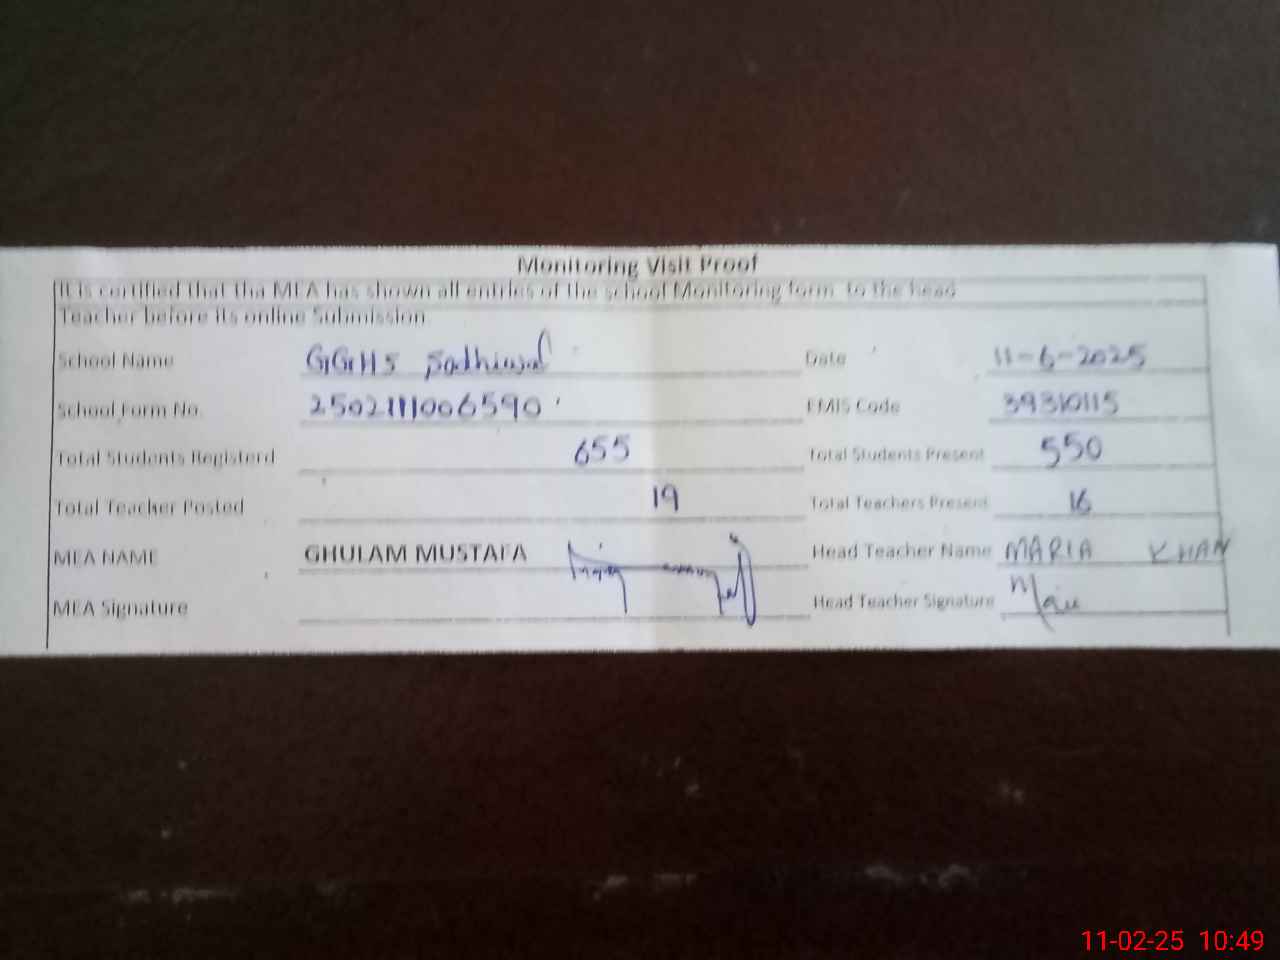 Monitoring Visit Proof
It is certified that tha MEA has shown all entries of the school Monitoring form to the head
Teacher before its online Submission
School Name GGHS Sadhiwal Date 11-6-2025
School Form No. 2502111006590 EMIS Code 39310115
Total Students Registerd 655 Total Students Present 550
Total Teacher Posted 19 Total Teachers Present 16
MEA NAME GHULAM MUSTAFA Head Teacher Name MARIA KHAN
MEA Signature Head Teacher Signature
11-02-25 10:49